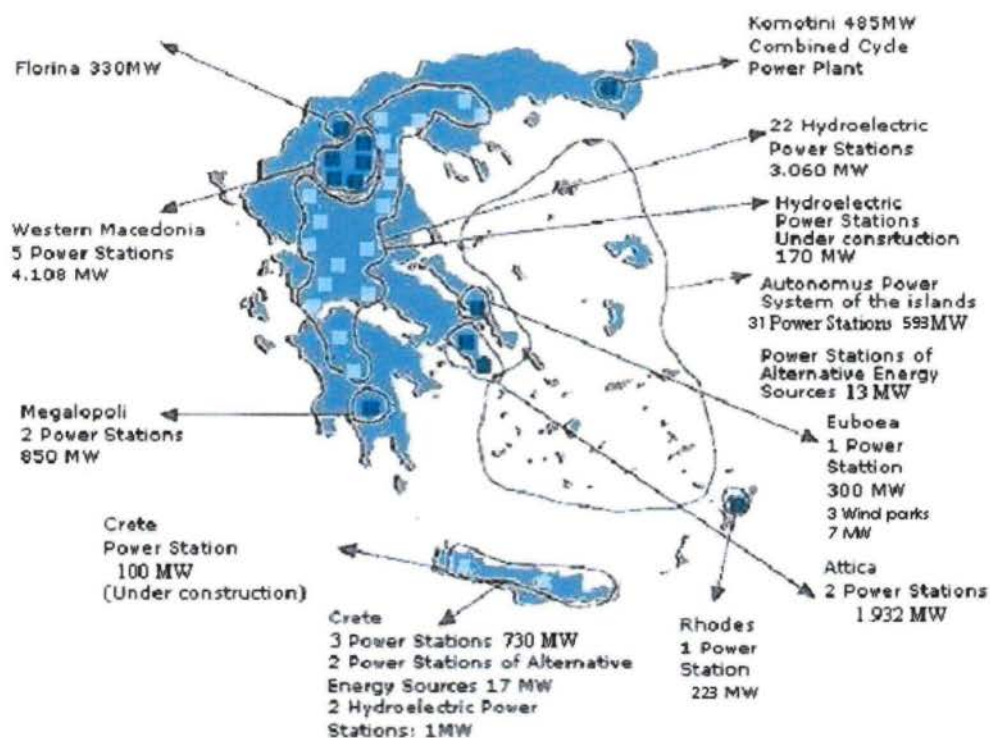 Florina 330MW
Komotini 485MW
Combined Cycle
Power Plant
22 Hydroelectric
Power Stations
3.060 MW
Western Macedonia
5 Power Stations
4.108 MW
Hydroelectric
Power Stations
Under consrtuction
170 MW
Autonomus Power
System of the islands
31 Power Stations 593MW
Power Stations of
Alternative Energy
Sources 13 MW
Megalopoli
2 Power Stations
850 MW
Euboea
1 Power
Stattion
300 MW
3 Wind parks
7 MW
Crete
Power Station
100 MW
(Under construction)
Attica
2 Power Stations
1.932 MW
Crete
3 Power Stations 730 MW
2 Power Stations of Alternative
Energy Sources 17 MW
2 Hydroelectric Power
Stations: 1MW
Rhodes
1 Power
Station
223 MW